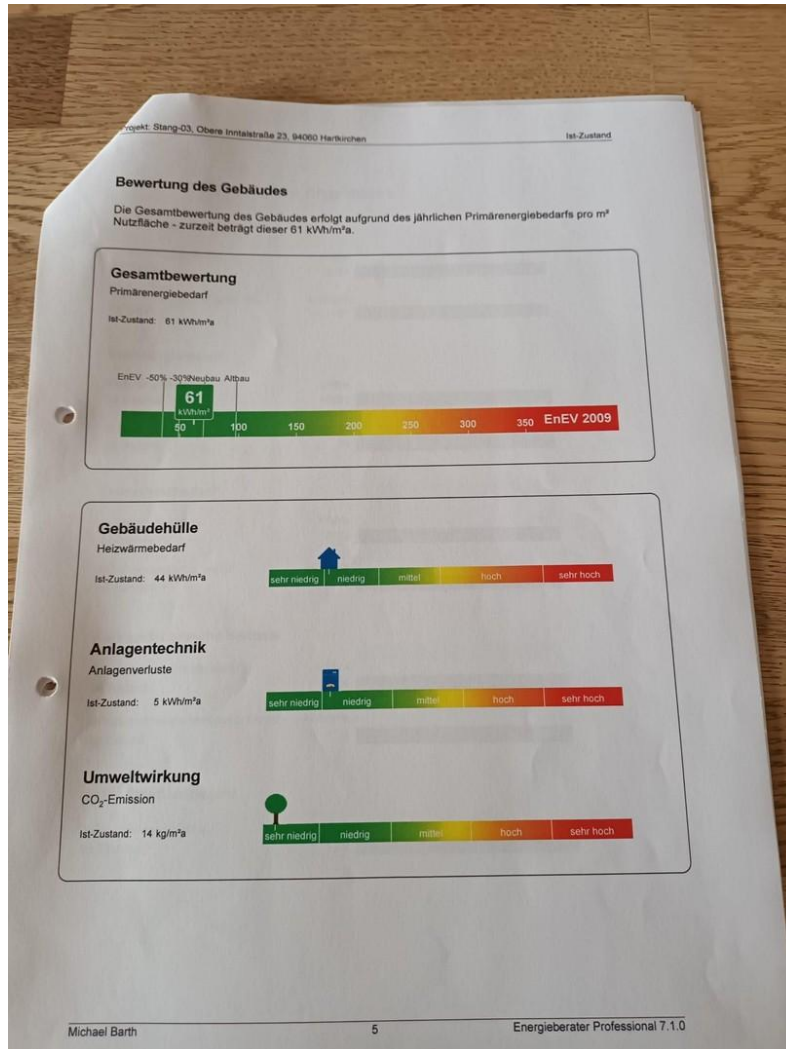 Projekt: Stang-03, Obere Inntalstraße 23, 94060 Hartkirchen Ist-Zustand
Bewertung des Gebäudes
Die Gesamtbewertung des Gebäudes erfolgt aufgrund des jährlichen Primärenergiebedarfs pro m²
Nutzfläche - zurzeit beträgt dieser 61 kWh/m²a.
Gesamtbewertung
Primärenergiebedarf
Ist-Zustand: 61 kWh/m²a
EnEV -50% -30%Neubau Altbau
61
kWh/m²
50 100 150 200 250 300 350 EnEV 2009
Gebäudehülle
Heizwärmebedarf
Ist-Zustand: 44 kWh/m²a sehr niedrig niedrig mittel hoch sehr hoch
Anlagentechnik
Anlagenverluste
Ist-Zustand: 5 kWh/m²a sehr niedrig niedrig mittel hoch sehr hoch
Umweltwirkung
CO₂-Emission
Ist-Zustand: 14 kg/m²a sehr niedrig niedrig mittel hoch sehr hoch
Michael Barth 5 Energieberater Professional 7.1.0